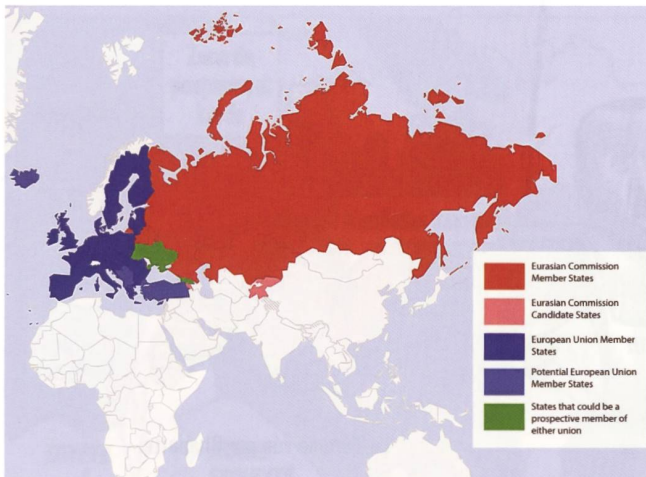 Eurasian Commission
Member States
Eurasian Commission
Candidate States
European Union Member
States
Potential European Union
Member States
States that could be a
prospective member of
either union